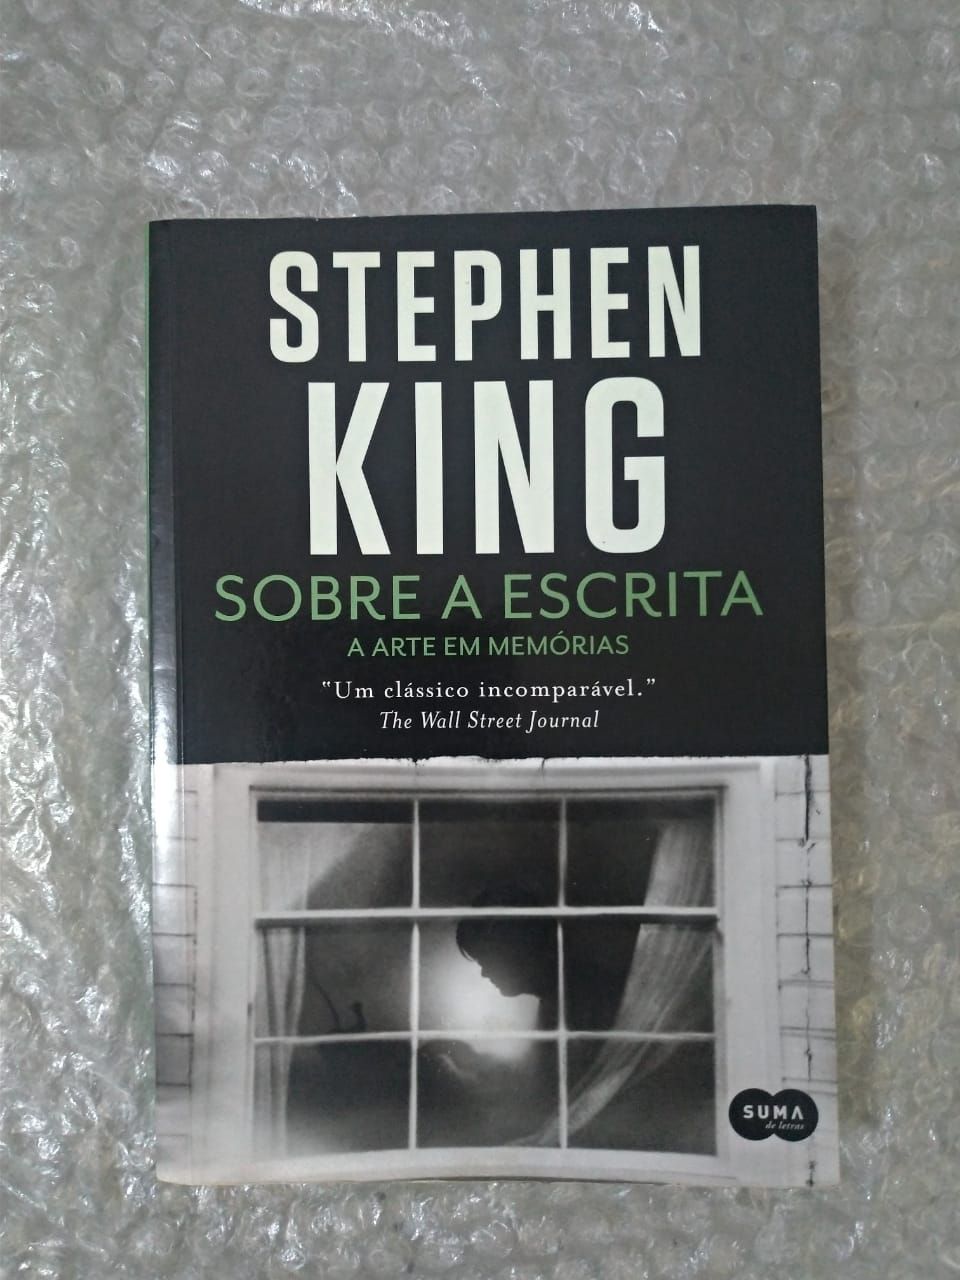 STEPHEN
KING
SOBRE A ESCRITA
A ARTE EM MEMÓRIAS
"Um clássico incomparável."
The Wall Street Journal
SUMA
de letras